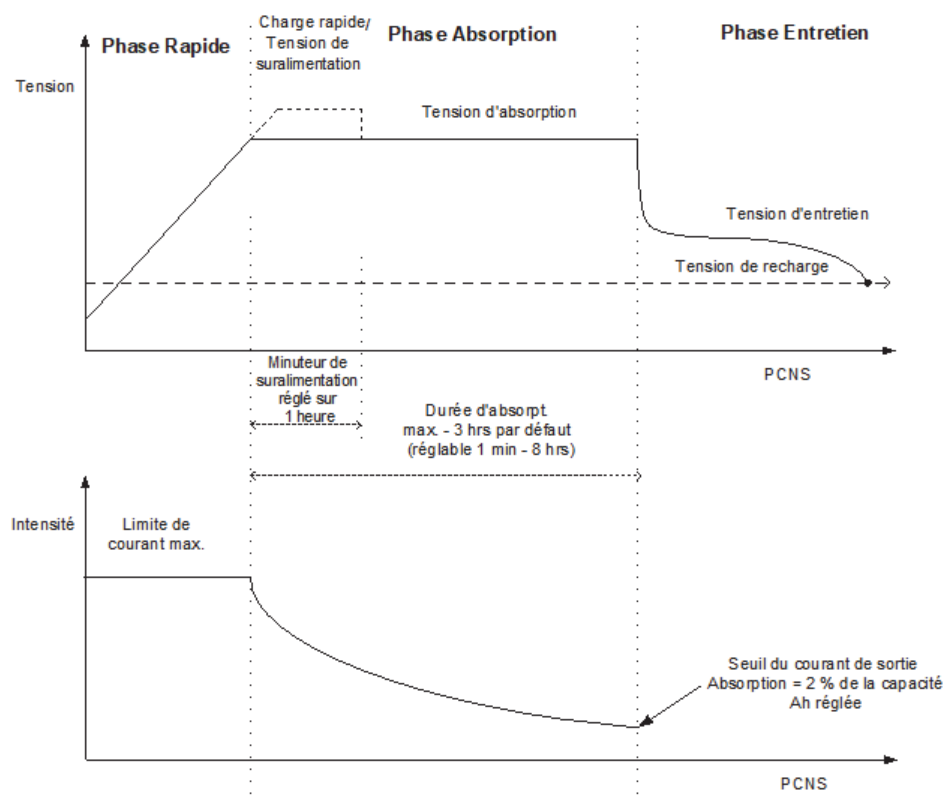 Charge rapide/
Tension de
suralimentation
Phase Rapide
Phase Absorption
Phase Entretien
Tension
Tension d'absorption
Tension d'entretien
Tension de recharge
PCNS
Minuteur de
suralimentation
réglé sur
1 heure
Durée d'absorpt.
max. - 3 hrs par défaut
(réglable 1 min - 8 hrs)
Intensité
Limite de
courant max.
Seuil du courant de sortie
Absorption = 2 % de la capacité
Ah réglée
PCNS